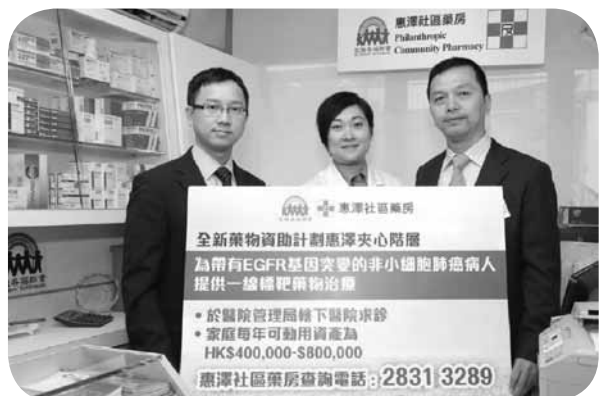 惠澤社區藥房
Philanthropic
Community Pharmacy
惠澤社區藥房
全新藥物資助計劃惠澤夾心階層
為帶有EGFR基因突變的非小細胞肺癌病人
提供一線標靶藥物治療
• 於醫院管理局轄下醫院求診
• 家庭每年可動用資產為
HK$400,000-$800,000
惠澤社區藥房查詢電話:2831 3289